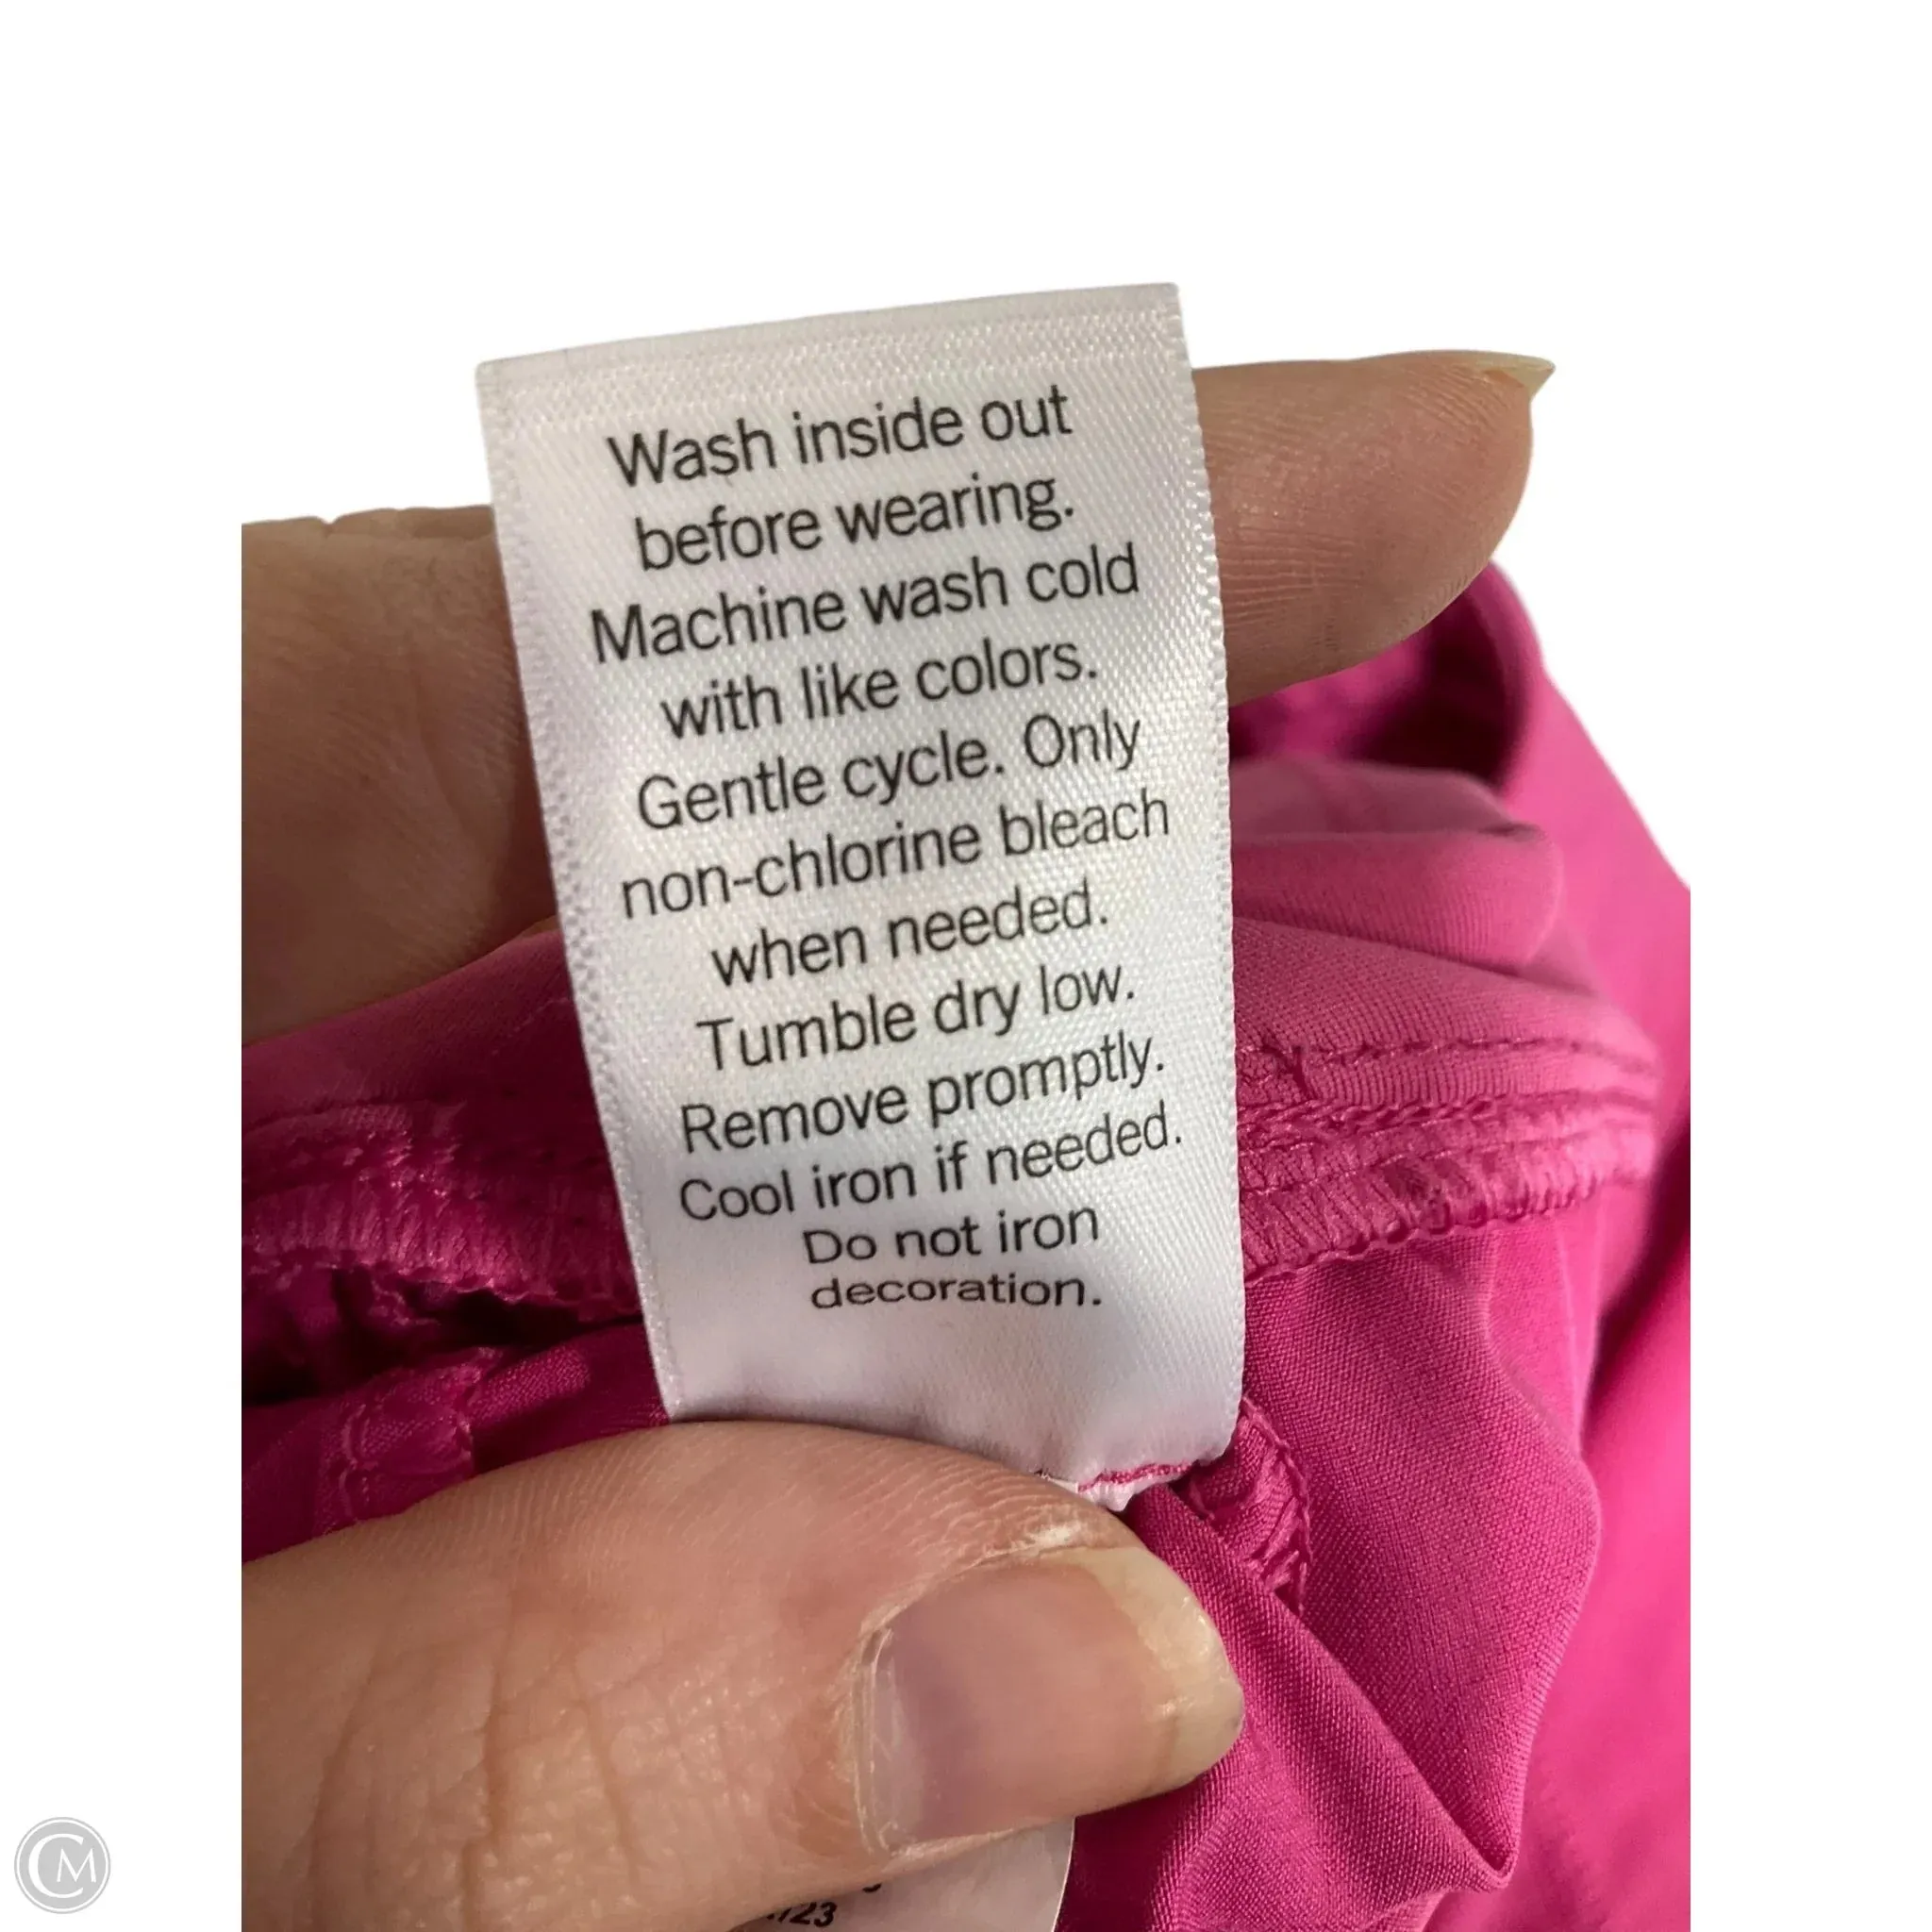 Wash inside out
before wearing.
Machine wash cold
with like colors.
Gentle cycle. Only
non-chlorine bleach
when needed.
Tumble dry low.
Remove promptly.
Cool iron if needed.
Do not iron
decoration.
CM